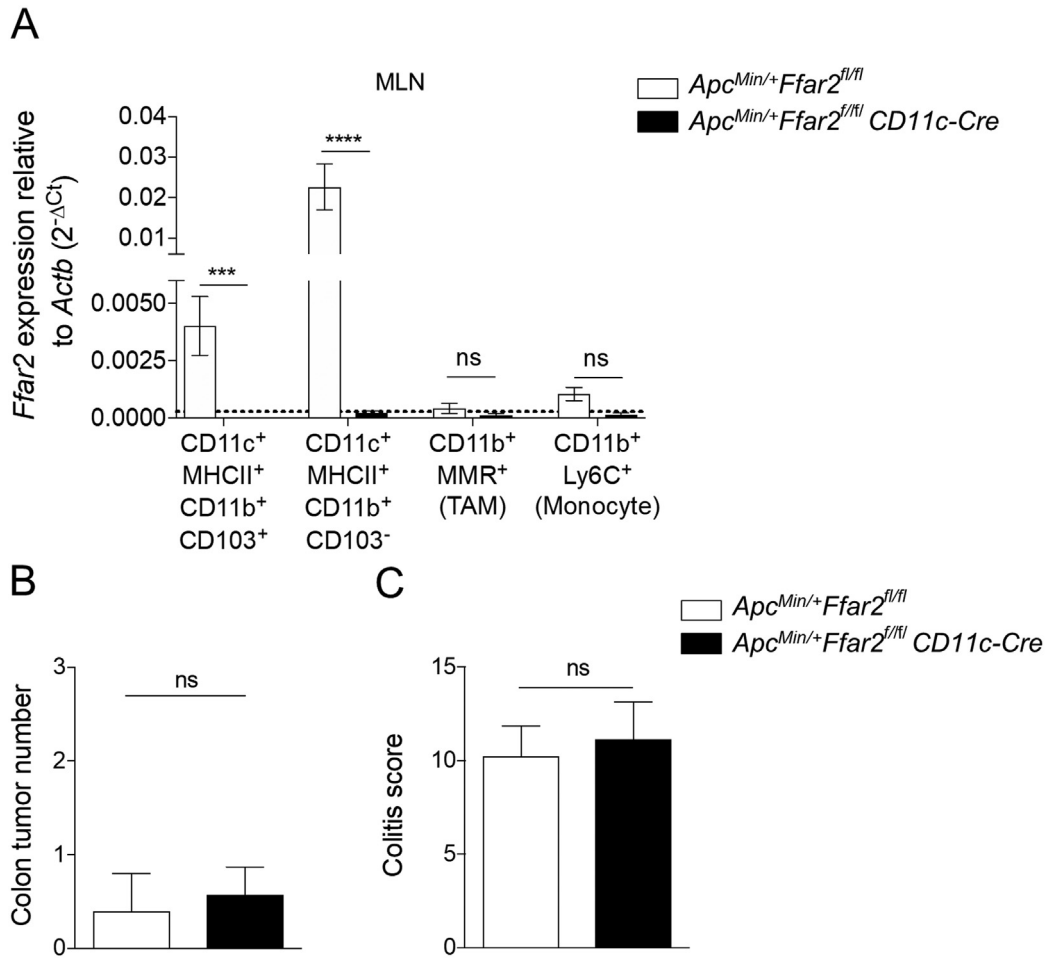 A
MLN
Apc^Min/+ Ffar2^fl/fl
Apc^Min/+ Ffar2^f/fl/ CD11c-Cre
Ffar2 expression relative
to Actb (2^-ΔCt)
0.04
0.03
0.02
0.01
0.0050
0.0025
0.0000
***
****
ns
ns
CD11c+
MHCII+
CD11b+
CD103+
CD11c+
MHCII+
CD11b+
CD103-
CD11b+
MMR+
(TAM)
CD11b+
Ly6C+
(Monocyte)
B
Colon tumor number
3
2
1
0
ns
C
Apc^Min/+ Ffar2^fl/fl
Apc^Min/+ Ffar2^f/fl/ CD11c-Cre
Colitis score
15
10
5
0
ns